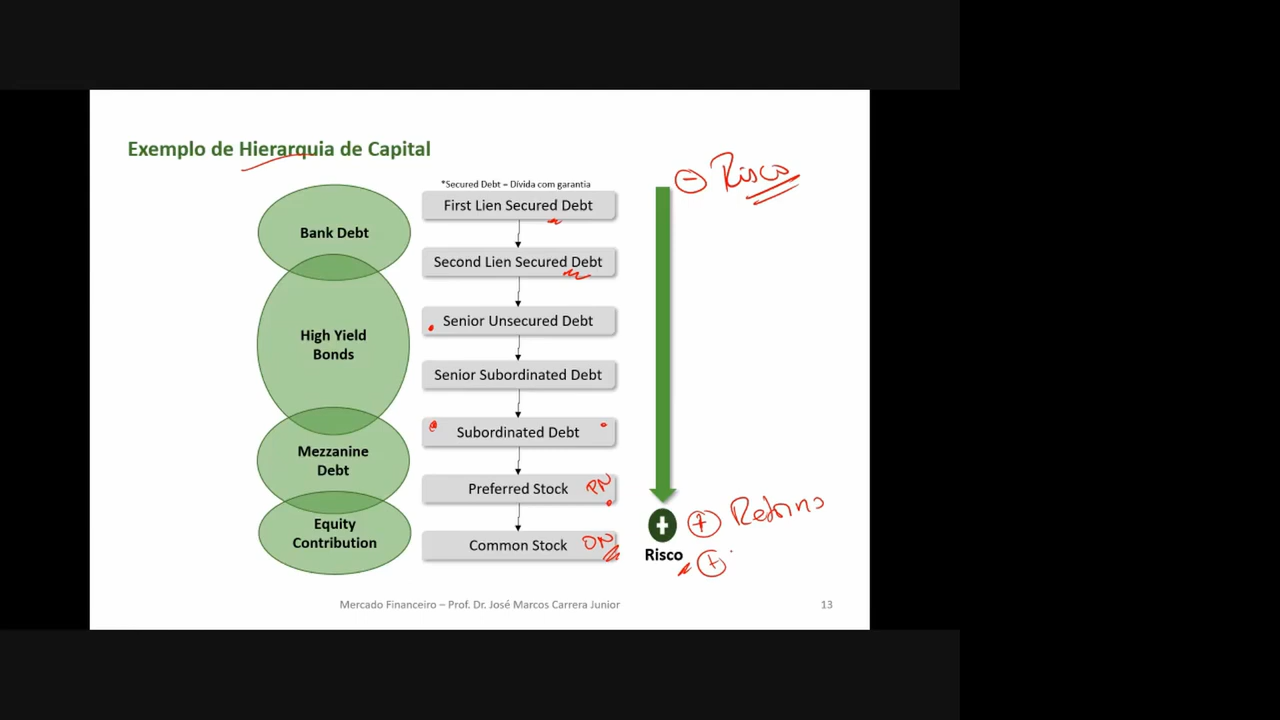 Exemplo de Hierarquia de Capital
*Secured Debt = Dívida com garantia
Bank Debt
High Yield
Bonds
Mezzanine
Debt
Equity
Contribution
First Lien Secured Debt
Second Lien Secured Debt
Senior Unsecured Debt
Senior Subordinated Debt
Subordinated Debt
Preferred Stock PN
Common Stock ON
- Risco
+ Retorno
Risco +
Mercado Financeiro – Prof. Dr. José Marcos Carrera Junior
13